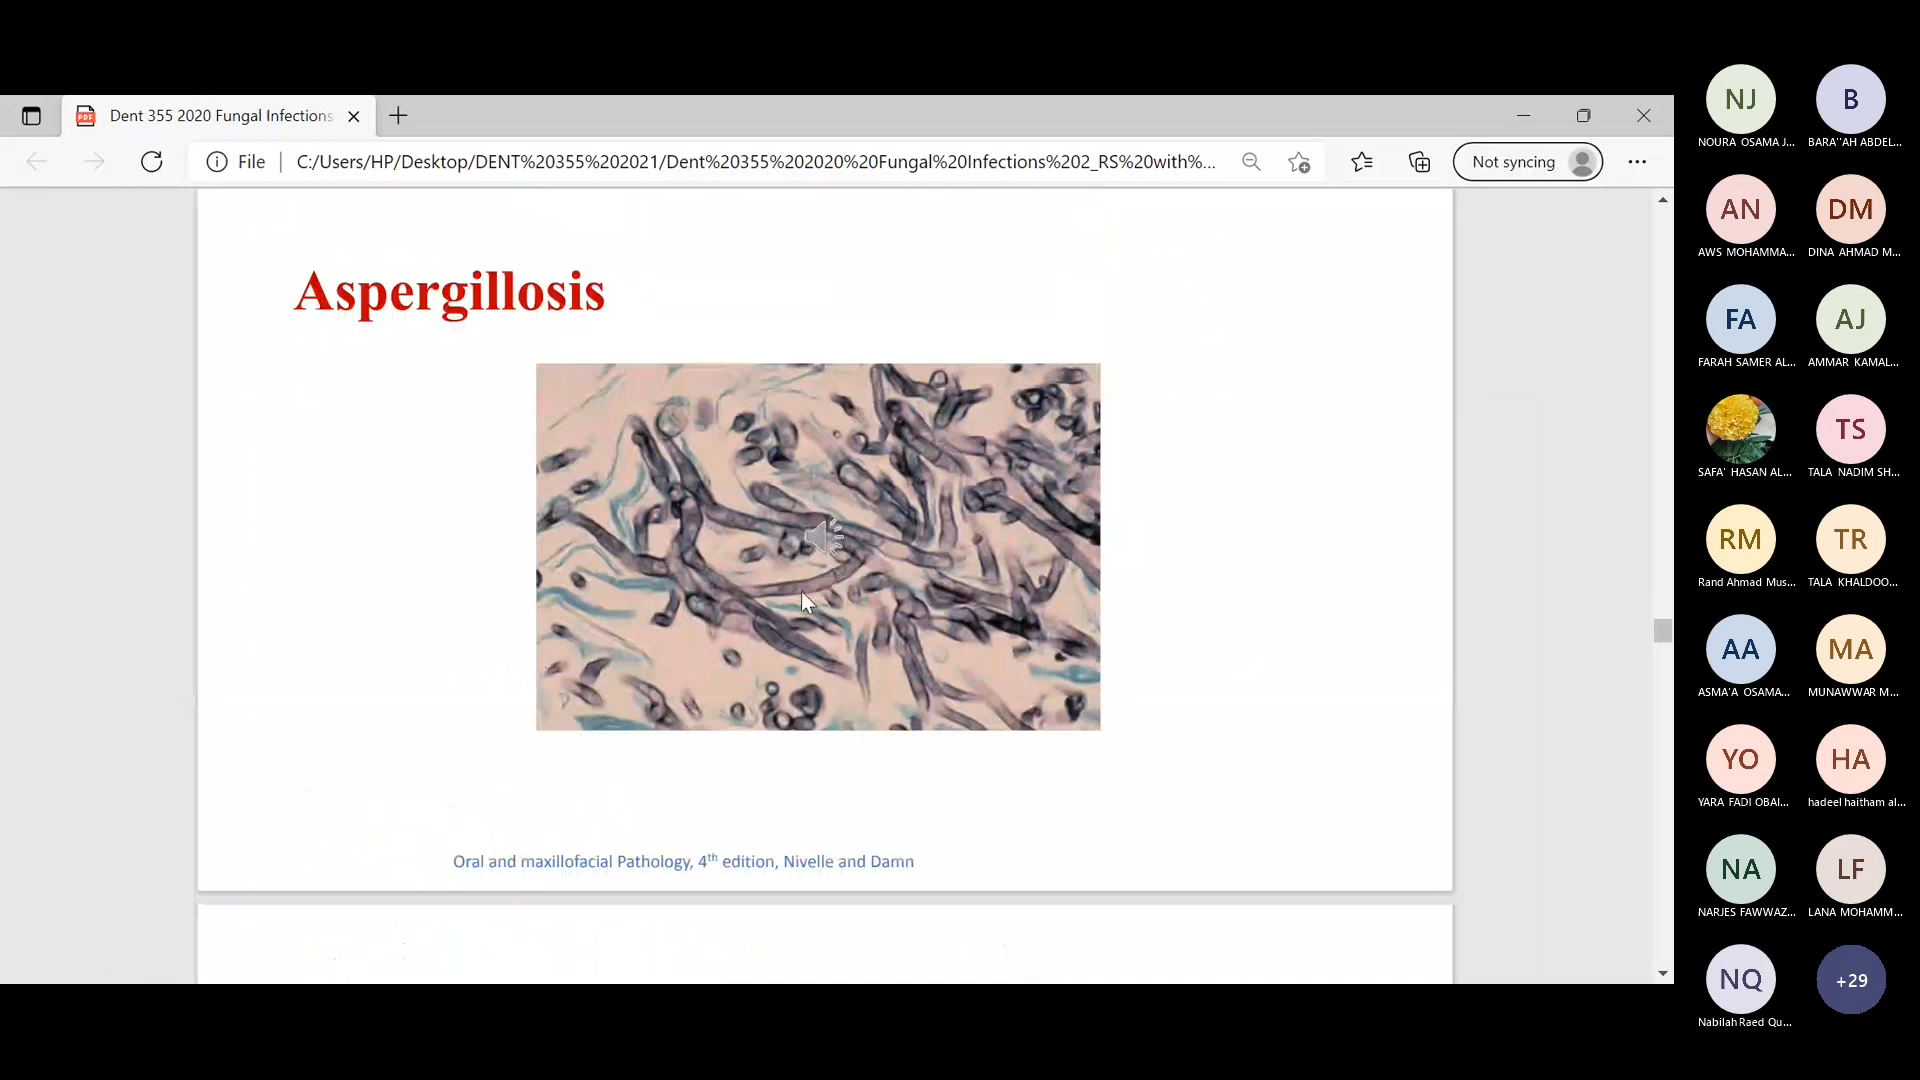 Dent 355 2020 Fungal Infections
File
C:/Users/HP/Desktop/DENT%20355%202021/Dent%20355%202020%20Fungal%20Infections%202_RS%20with%...
Not syncing
Aspergillosis
Oral and maxillofacial Pathology, 4th edition, Nivelle and Damn
NJ
NOURA OSAMA J...
B
BARA''AH ABDEL...
AN
AWS MOHAMMA...
DM
DINA AHMAD M...
FA
FARAH SAMER AL...
AJ
AMMAR KAMAL...
SAFA' HASAN AL...
TS
TALA NADIM SH...
RM
Rand Ahmad Mus...
TR
TALA KHALDOO...
AA
ASMA'A OSAMA...
MA
MUNAWWAR M...
YO
YARA FADI OBAI...
HA
hadeel haitham al...
NA
NARJES FAWWAZ...
LF
LANA MOHAMM...
NQ
Nabilah Raed Qu...
+29